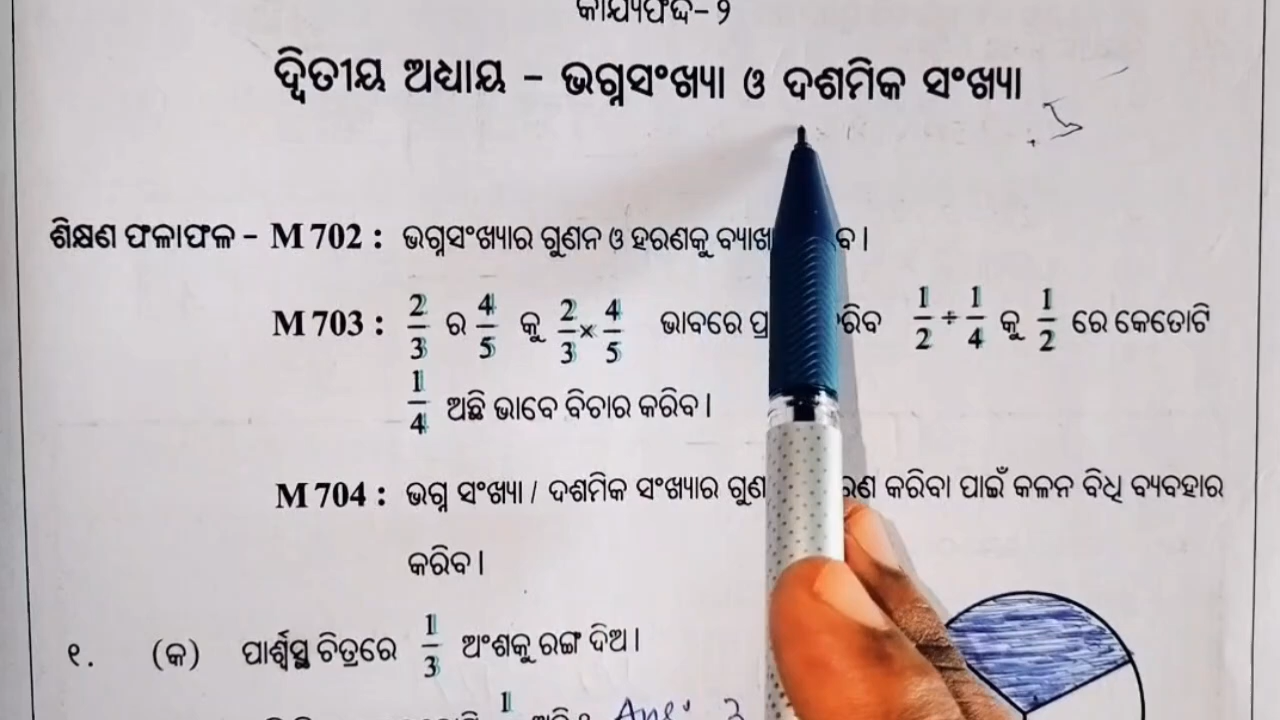 କାର୍ଯ୍ୟଫର୍ଦ୍ଦ - ୨
ଦ୍ୱିତୀୟ ଅଧ୍ୟାୟ - ଭଗ୍ନସଂଖ୍ୟା ଓ ଦଶମିକ ସଂଖ୍ୟା
ଶିକ୍ଷଣ ଫଳାଫଳ - M 702 : ଭଗ୍ନସଂଖ୍ୟାର ଗୁଣନ ଓ ହରଣକୁ
M 703 : 2/3 ର 4/5 କୁ 2/3 × 4/5 ଭାବରେ 1/2 ÷ 1/4 କୁ 1/2 ରେ କେତୋଟି
1/4 ଅଛି ଭାବେ ବିଚାର କରିବ ।
M 704 : ଭଗ୍ନ ସଂଖ୍ୟା / ଦଶମିକ ସଂଖ୍ୟାର କରିବା ପାଇଁ କଳନ ବିଧି ବ୍ୟବହାର
କରିବ ।
୧. (କ) ପାର୍ଶ୍ୱସ୍ଥ ଚିତ୍ରରେ 1/3 ଅଂଶକୁ ରଙ୍ଗ ଦିଅ ।
Ans: 3